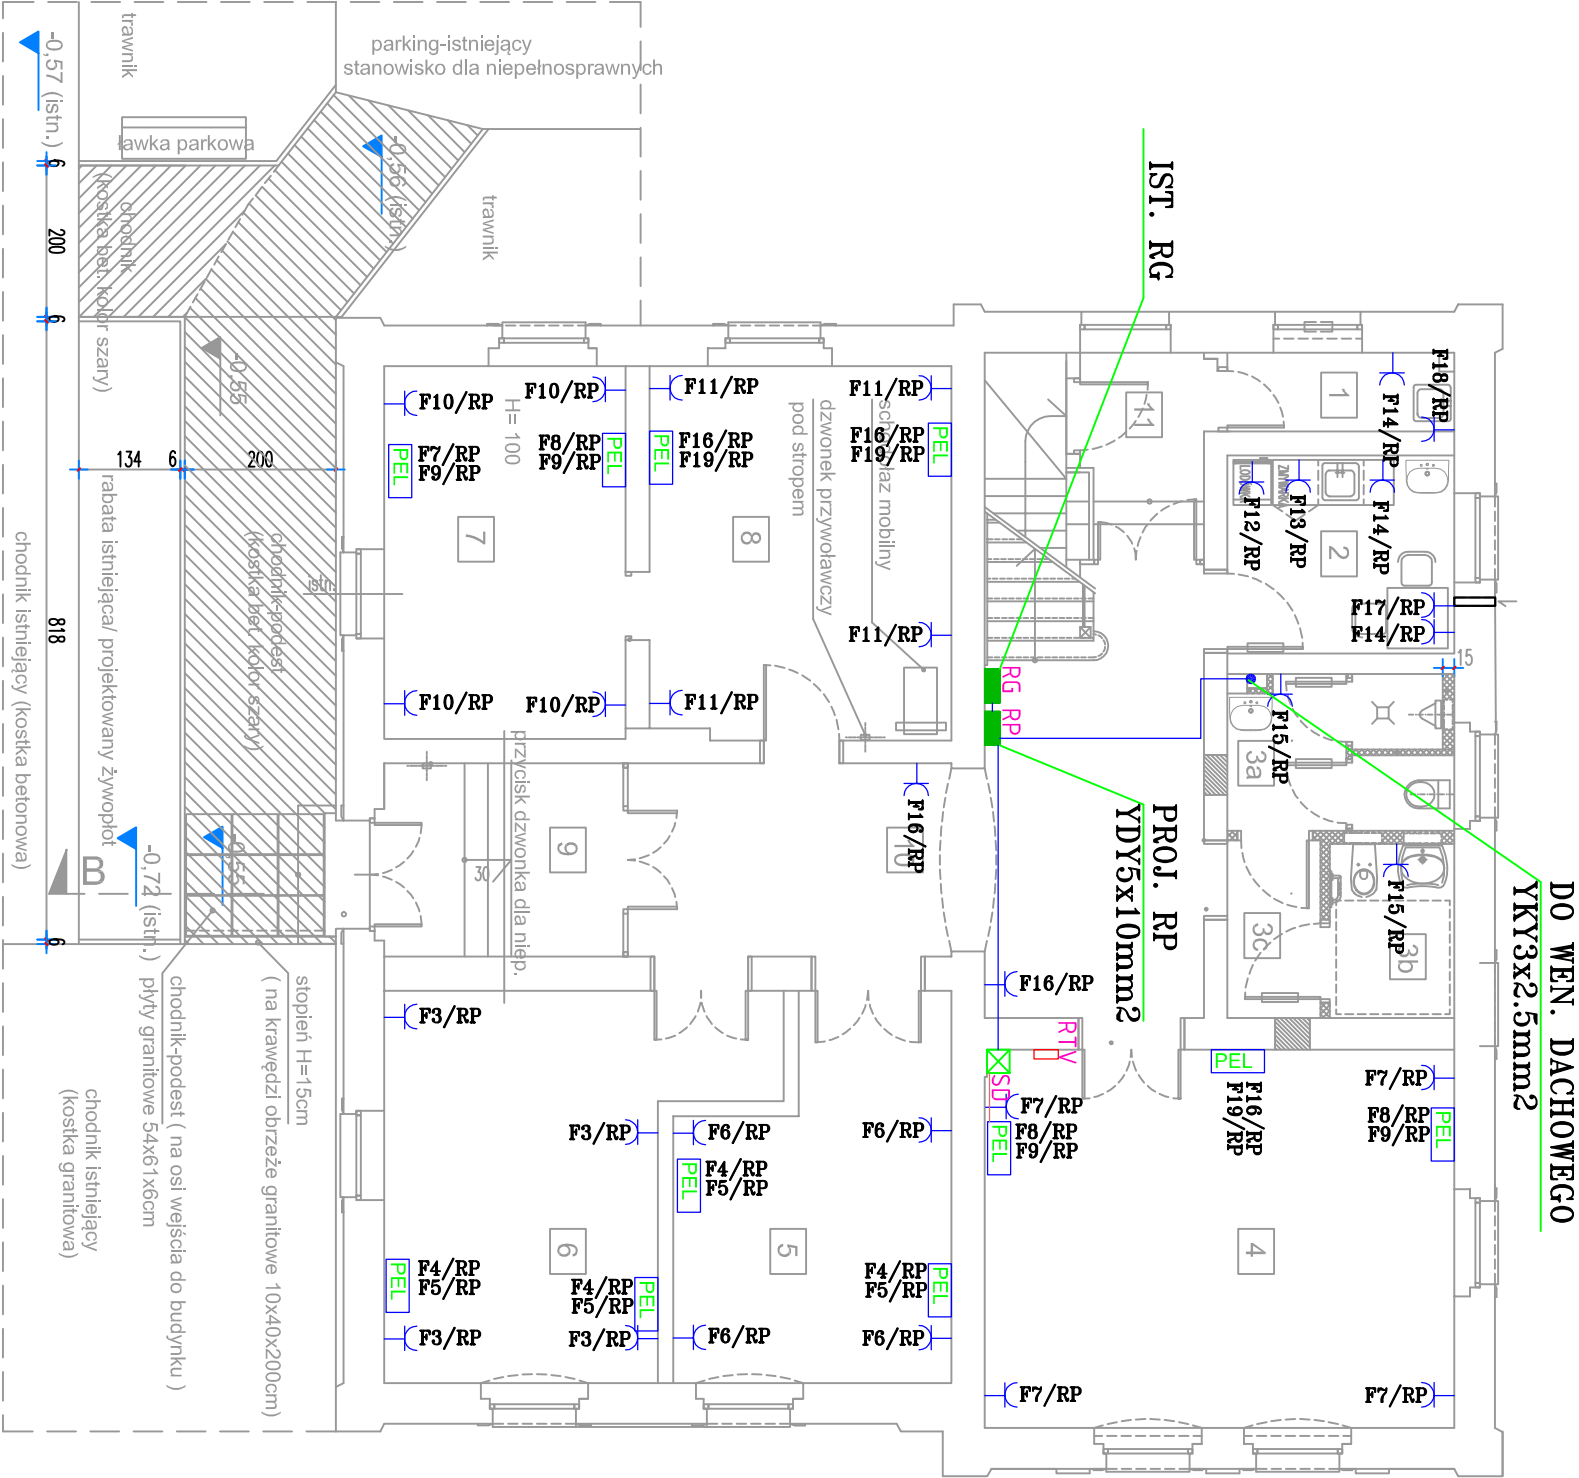 parking-istniejący
stanowisko dla niepełnosprawnych
trawnik
-0,57 (istn.)
ławka parkowa
-0,56 (istn.)
trawnik
chodnik
(kostka bet. kolor szary)
6
200
6
818
6
134
6
200
-0,55
IST. RG
F10/RP
F10/RP
F11/RP
F11/RP
H= 100
PEL
F7/RP
F9/RP
F8/RP
F9/RP
PEL
PEL
F16/RP
F19/RP
F16/RP
F19/RP
PEL
dzwonek przywoławczy
pod stropem
7
8
F11/RP
F10/RP
F10/RP
F11/RP
istn.
chodnik-podest
(kostka bet. kolor szary)
rabata istniejąca/ projektowany żywopłot
chodnik istniejący (kostka betonowa)
11
1
F18/RP
F14/RP
ZMYWARKA
F12/RP
F13/RP
F14/RP
2
F17/RP
F14/RP
1
15
RG
RP
F15/RP
3a
przycisk dzwonka dla niep.
9
30
10
F16/RP
PROJ. RP
YDY5x10mm2
-0,72 (istn.)
-0,55
B
3c
3b
F15/RP
DO WEN. DACHOWEGO
YKY3x2.5mm2
F16/RP
RTV
SD
F3/RP
stopień H=15cm
( na krawędzi obrzeże granitowe 10x40x200cm)
chodnik-podest ( na osi wejścia do budynku )
płyty granitowe 54x61x6cm
chodnik istniejący
(kostka granitowa)
F7/RP
F8/RP
F9/RP
PEL
PEL
F16/RP
F19/RP
F7/RP
F8/RP
F9/RP
PEL
F3/RP
F6/RP
F6/RP
PEL
F4/RP
F5/RP
6
5
4
PEL
F4/RP
F5/RP
F4/RP
F5/RP
PEL
F4/RP
F5/RP
PEL
F3/RP
F3/RP
F6/RP
F6/RP
F7/RP
F7/RP